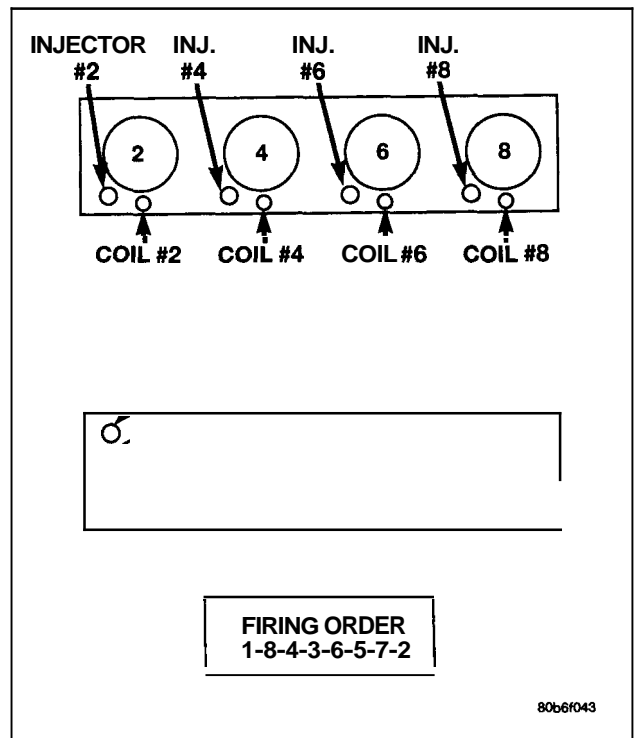 INJECTOR #2 INJ. #4 INJ. #6 INJ. #8
2 4 6 8
COIL #2 COIL #4 COIL #6 COIL #8
FIRING ORDER
1-8-4-3-6-5-7-2
80b6f043